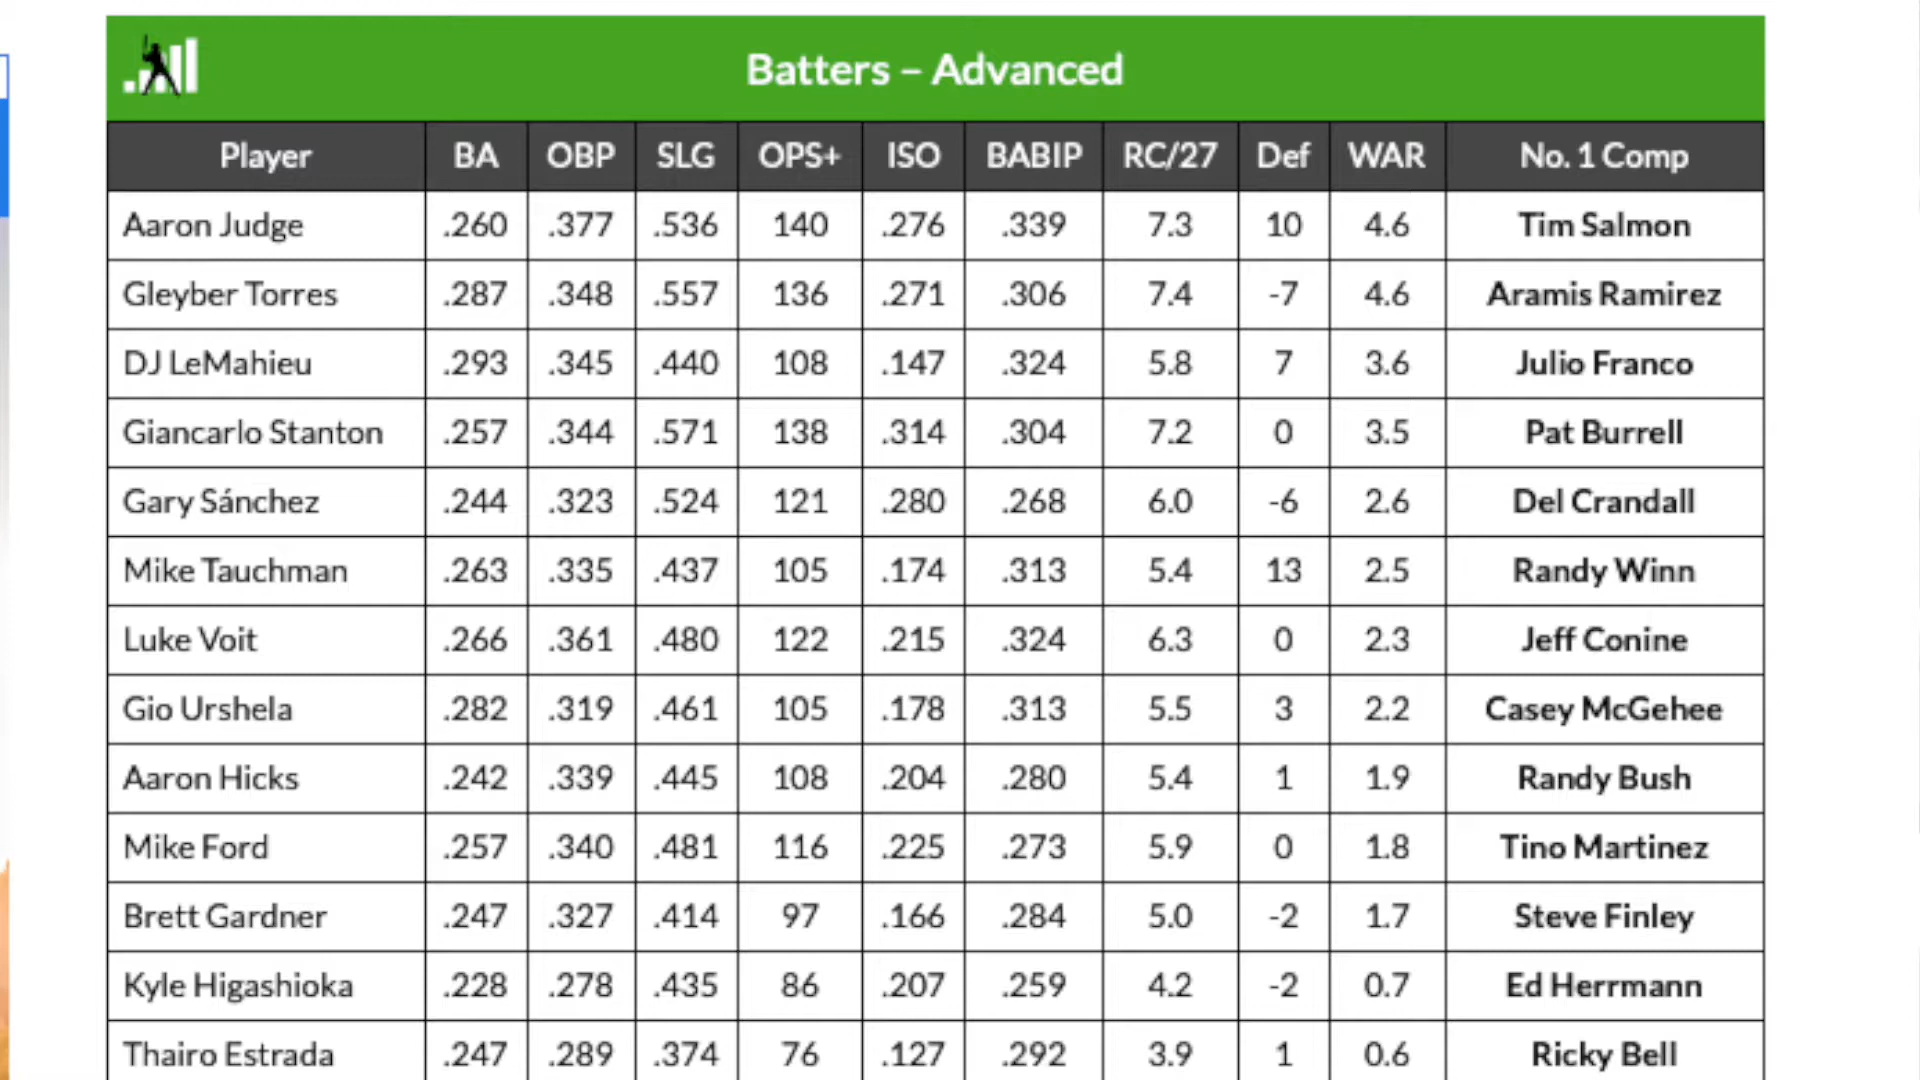 Batters – Advanced
Player BA OBP SLG OPS+ ISO BABIP RC/27 Def WAR No. 1 Comp
Aaron Judge .260 .377 .536 140 .276 .339 7.3 10 4.6 Tim Salmon
Gleyber Torres .287 .348 .557 136 .271 .306 7.4 -7 4.6 Aramis Ramirez
DJ LeMahieu .293 .345 .440 108 .147 .324 5.8 7 3.6 Julio Franco
Giancarlo Stanton .257 .344 .571 138 .314 .304 7.2 0 3.5 Pat Burrell
Gary Sánchez .244 .323 .524 121 .280 .268 6.0 -6 2.6 Del Crandall
Mike Tauchman .263 .335 .437 105 .174 .313 5.4 13 2.5 Randy Winn
Luke Voit .266 .361 .480 122 .215 .324 6.3 0 2.3 Jeff Conine
Gio Urshela .282 .319 .461 105 .178 .313 5.5 3 2.2 Casey McGehee
Aaron Hicks .242 .339 .445 108 .204 .280 5.4 1 1.9 Randy Bush
Mike Ford .257 .340 .481 116 .225 .273 5.9 0 1.8 Tino Martinez
Brett Gardner .247 .327 .414 97 .166 .284 5.0 -2 1.7 Steve Finley
Kyle Higashioka .228 .278 .435 86 .207 .259 4.2 -2 0.7 Ed Herrmann
Thairo Estrada .247 .289 .374 76 .127 .292 3.9 1 0.6 Ricky Bell